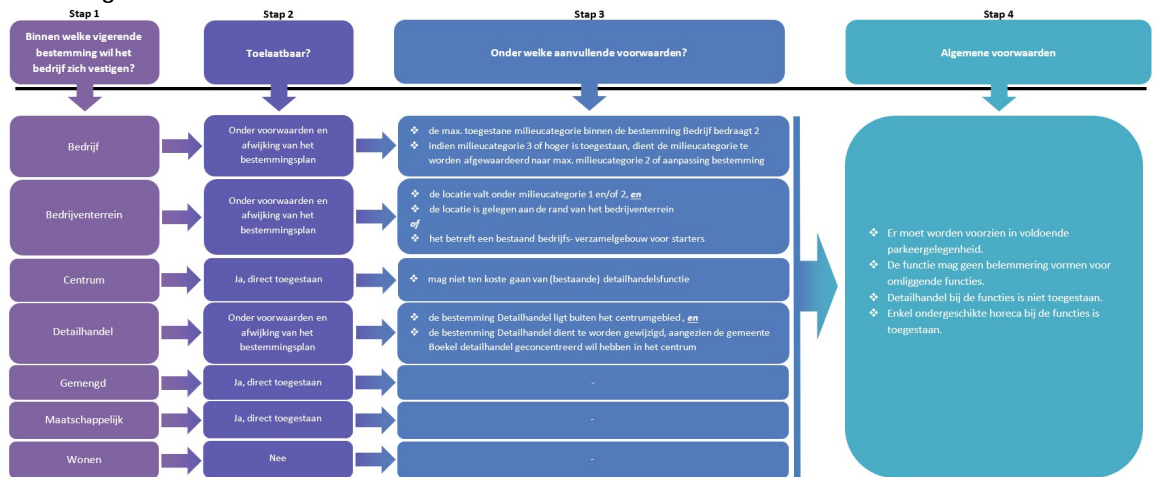 Stap 1
Stap 2
Stap 3
Stap 4
Binnen welke vigerende
bestemming wil het
bedrijf zich vestigen?
Toelaatbaar?
Onder welke aanvullende voorwaarden?
Algemene voorwaarden
Bedrijf
Onder voorwaarden en
afwijking van het
bestemmingsplan
❖ de max. toegestane milieucategorie binnen de bestemming Bedrijf bedraagt 2
❖ indien milieucategorie 3 of hoger is toegestaan, dient de milieucategorie te
worden afgewaardeerd naar max. milieucategorie 2 of aanpassing bestemming
Bedrijventerrein
Onder voorwaarden en
afwijking van het
bestemmingsplan
❖ de locatie valt onder milieucategorie 1 en/of 2, en
❖ de locatie is gelegen aan de rand van het bedrijventerrein
of
❖ het betreft een bestaand bedrijfs- verzamelgebouw voor starters
Centrum
Ja, direct toegestaan
❖ mag niet ten koste gaan van (bestaande) detailhandelsfunctie
Detailhandel
Onder voorwaarden en
afwijking van het
bestemmingsplan
❖ de bestemming Detailhandel ligt buiten het centrumgebied , en
❖ de bestemming Detailhandel dient te worden gewijzigd, aangezien de gemeente
Boekel detailhandel geconcentreerd wil hebben in het centrum
Gemengd
Ja, direct toegestaan
-
Maatschappelijk
Ja, direct toegestaan
-
Wonen
Nee
-
❖ Er moet worden voorzien in voldoende
parkeergelegenheid.
❖ De functie mag geen belemmering vormen voor
omliggende functies.
❖ Detailhandel bij de functies is niet toegestaan.
❖ Enkel ondergeschikte horeca bij de functies is
toegestaan.